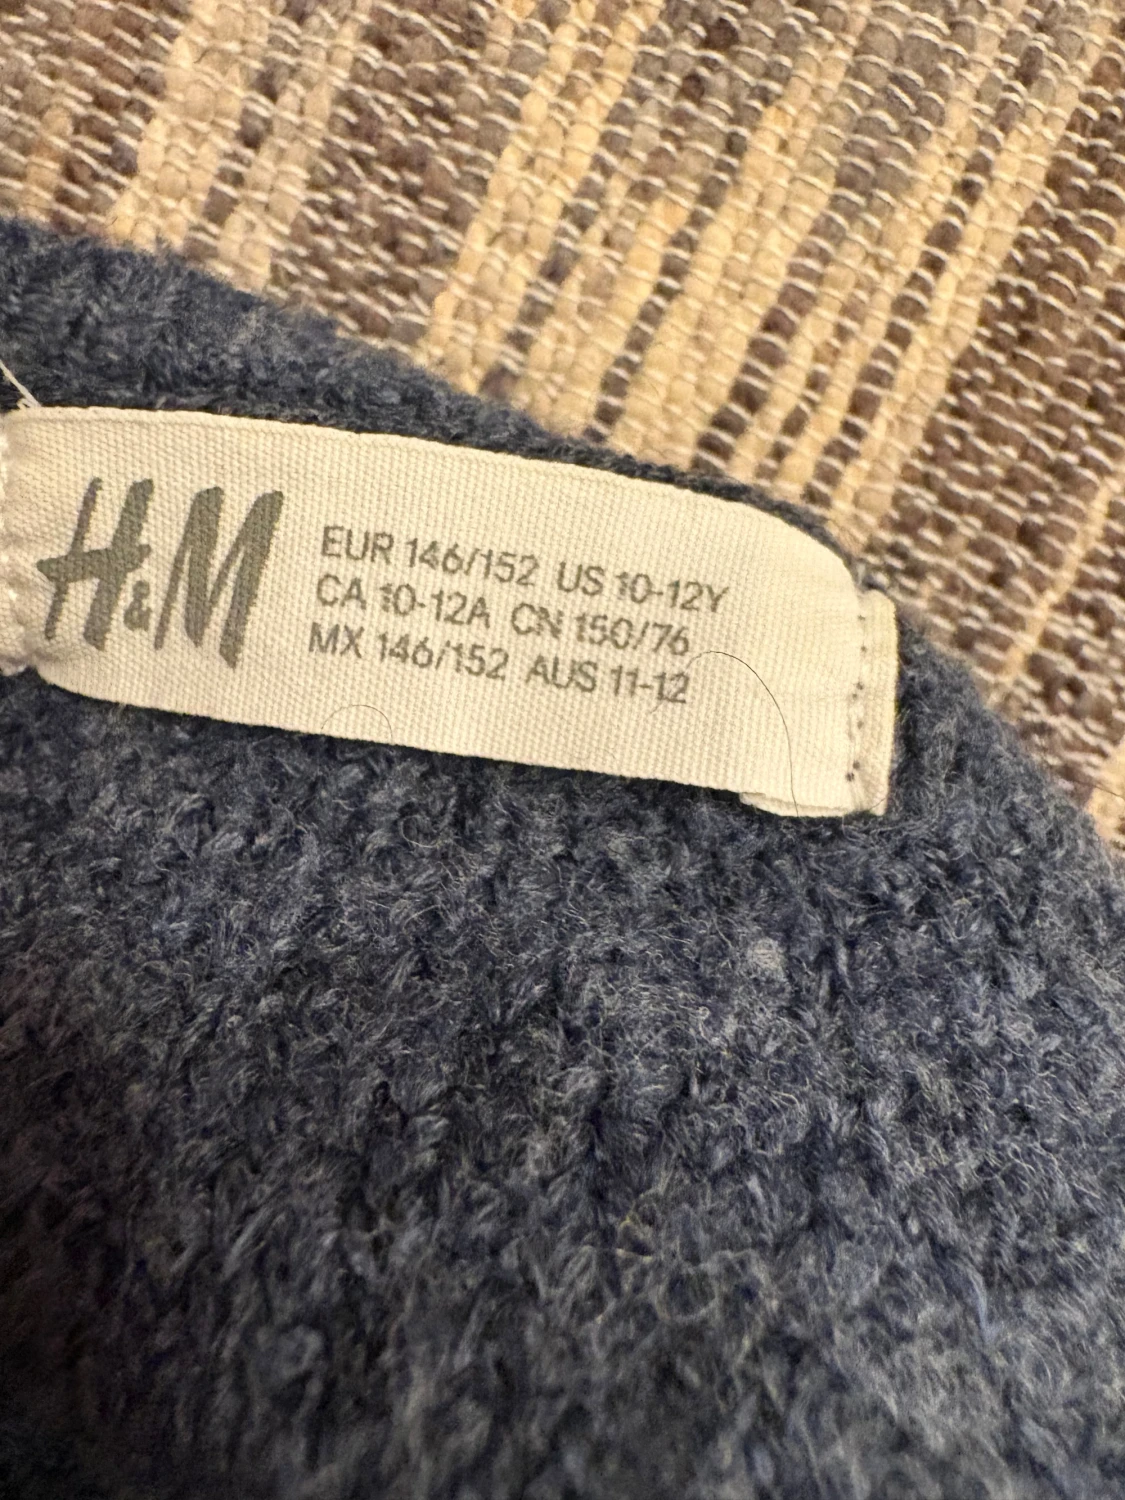 H&M
EUR 146/152 US 10-12Y
CA 10-12A CN 150/76
MX 146/152 AUS 11-12